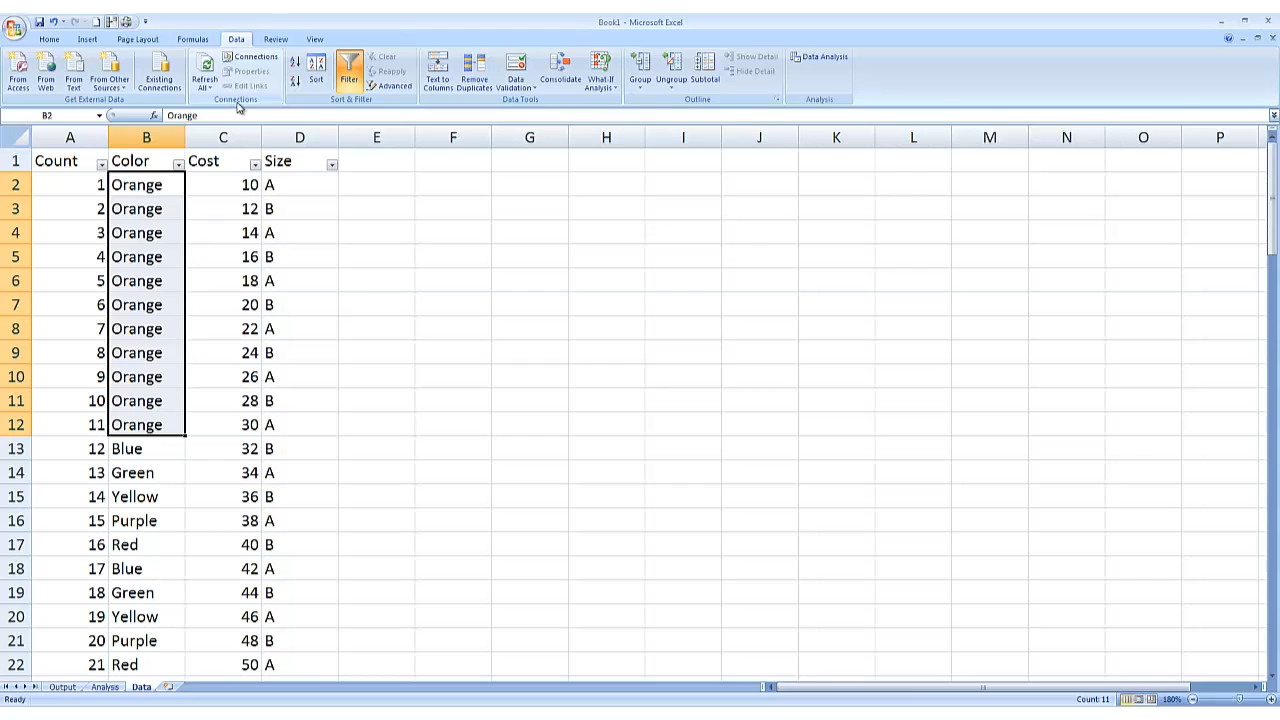 Book1 - Microsoft Excel
Home Insert Page Layout Formulas Data Review View
From Access From Web From Text From Other Sources Existing Connections Refresh All Connections Properties Edit Links Sort Filter Clear Reapply Advanced Text to Columns Remove Duplicates Data Validation Consolidate What-If Analysis Group Ungroup Subtotal Show Detail Hide Detail Data Analysis
Get External Data Connections Sort & Filter Data Tools Outline Analysis
B2 fx Orange
A B C D E F G H I J K L M N O P
1 Count Color Cost Size
2 1 Orange 10 A
3 2 Orange 12 B
4 3 Orange 14 A
5 4 Orange 16 B
6 5 Orange 18 A
7 6 Orange 20 B
8 7 Orange 22 A
9 8 Orange 24 B
10 9 Orange 26 A
11 10 Orange 28 B
12 11 Orange 30 A
13 12 Blue 32 B
14 13 Green 34 A
15 14 Yellow 36 B
16 15 Purple 38 A
17 16 Red 40 B
18 17 Blue 42 A
19 18 Green 44 B
20 19 Yellow 46 A
21 20 Purple 48 B
22 21 Red 50 A
Output Analysis Data
Ready Count: 11 180%